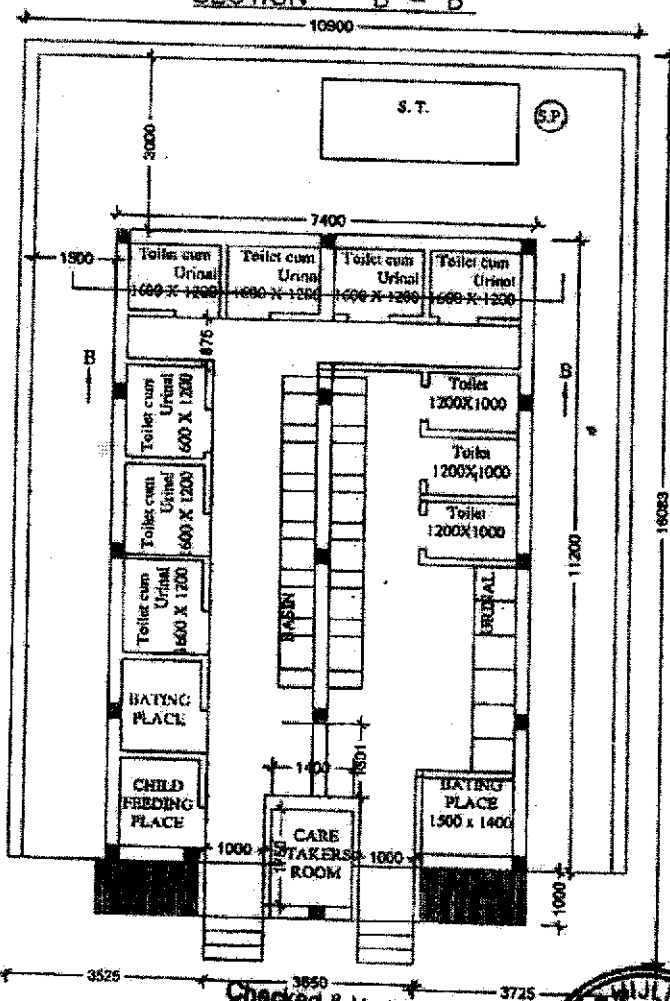 SECTION B - B
10900
S. T.
S.P.
3000
7400
1500
Toilet cum
Urinal
1600 X 1200
Toilet cum
Urinal
1600 X 1200
Toilet cum
Urinal
1600 X 1200
Toilet cum
Urinal
1600 X 1200
875
B
B
Toilet cum
Urinal
1600 X 1200
Toilet cum
Urinal
1600 X 1200
Toilet cum
Urinal
1600 X 1200
Toilet
1200X1000
Toilet
1200X1000
Toilet
1200X1000
11200
16083
BASIN
URINAL
BATING
PLACE
CHILD
FEEDING
PLACE
1400
CARE
TAKERS
ROOM
1000
1000
BATING
PLACE
1500 x 1400
1000
3525
3650
3725
Checked &